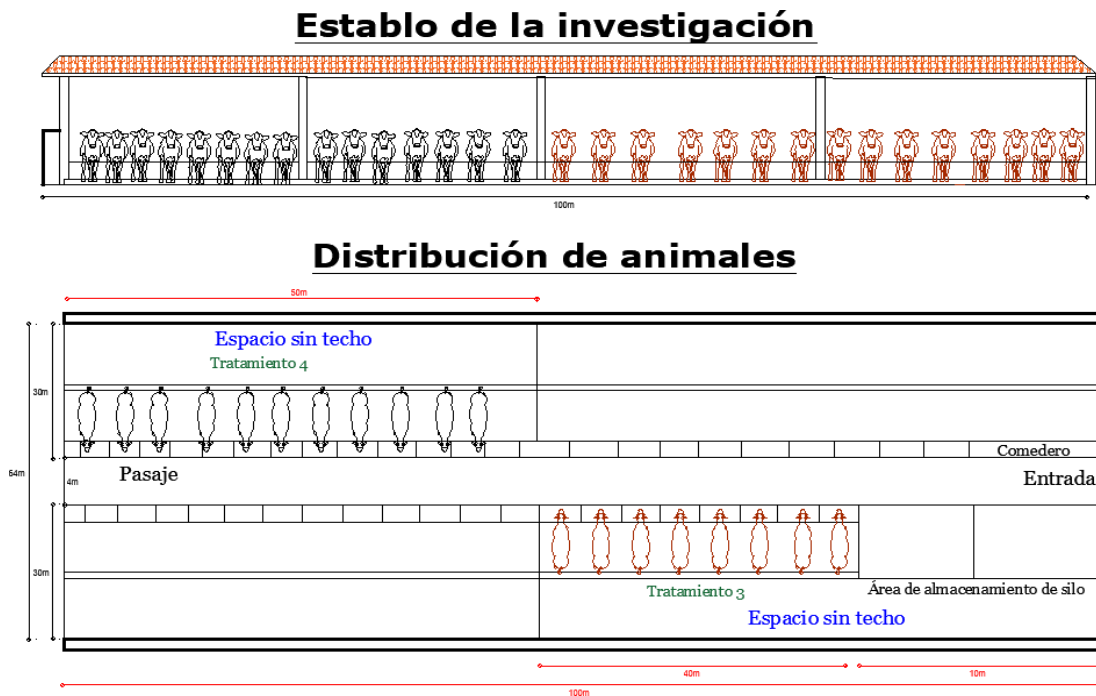 Establo de la investigación
100m
Distribución de animales
50m
Espacio sin techo
Tratamiento 4
30m
Comedero
64m
Pasaje
4m
Entrada
30m
Tratamiento 3
Área de almacenamiento de silo
Espacio sin techo
40m
10m
100m